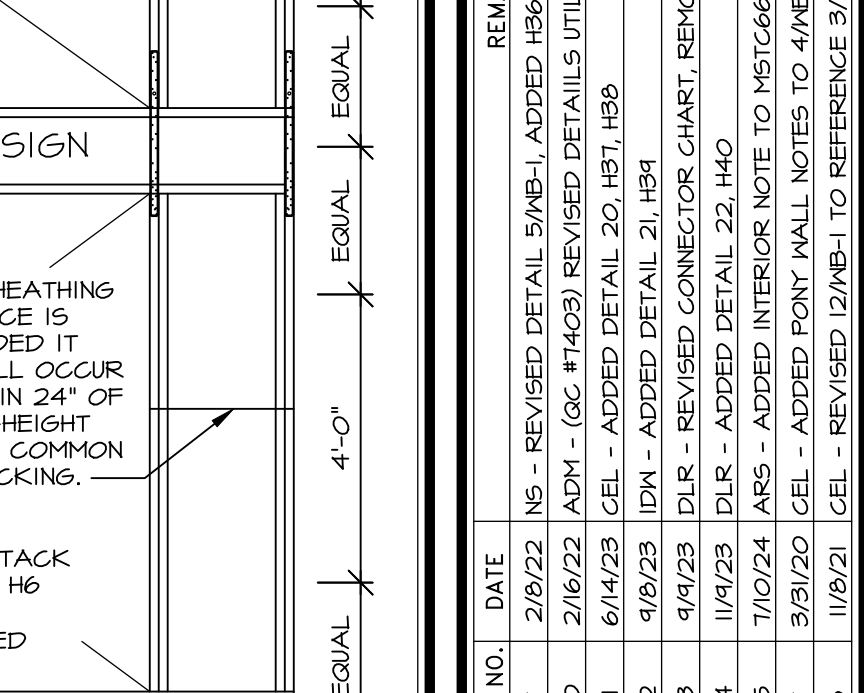 SIGN
HEATHING
CE IS
DED IT
LL OCCUR
IN 24" OF
HEIGHT
COMMON
CKING.
TACK
H6
ED
EQUAL
EQUAL
4'-0"
EQUAL
NO. DATE REM
2/8/22 NS - REVISED DETAIL 5/WB-1, ADDED H36
2/16/22 ADM - (QC #7403) REVISED DETAIILS UTIL
6/14/23 CEL - ADDED DETAIL 20, H37, H38
9/8/23 IDW - ADDED DETAIL 21, H39
9/9/23 DLR - REVISED CONNECTOR CHART, REMO
11/9/23 DLR - ADDED DETAIL 22, H40
7/10/24 ARS - ADDED INTERIOR NOTE TO MSTC66
3/31/20 CEL - ADDED PONY WALL NOTES TO 4/WB
11/8/21 CEL - REVISED 12/WB-1 TO REFERENCE 3/